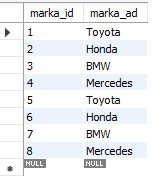 marka_id marka_ad
1 Toyota
2 Honda
3 BMW
4 Mercedes
5 Toyota
6 Honda
7 BMW
8 Mercedes
NULL NULL